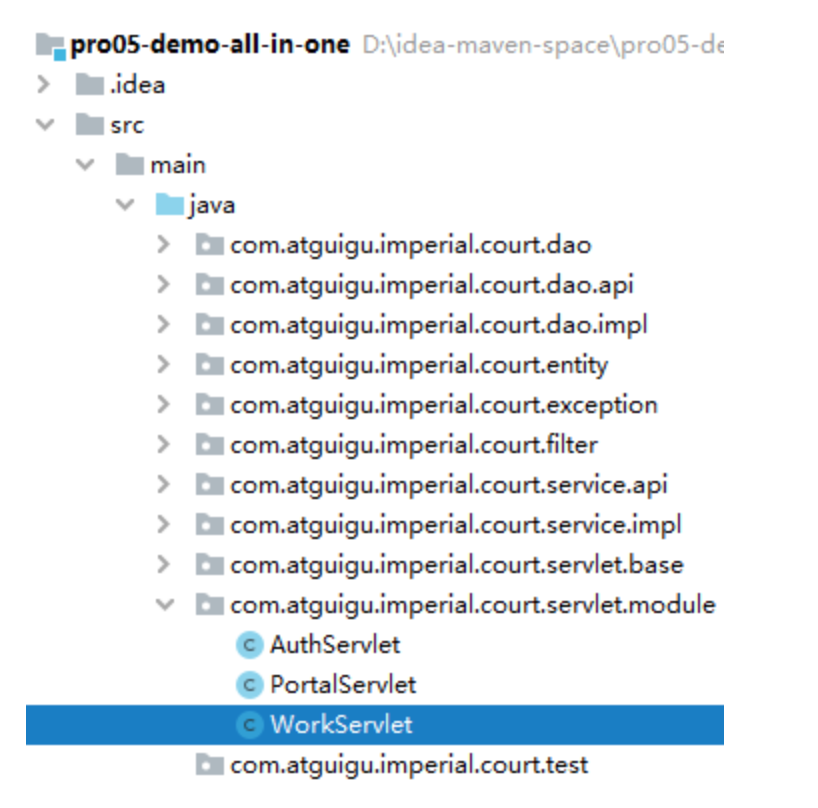 pro05-demo-all-in-one D:\idea-maven-space\pro05-de
.idea
src
main
java
com.atguigu.imperial.court.dao
com.atguigu.imperial.court.dao.api
com.atguigu.imperial.court.dao.impl
com.atguigu.imperial.court.entity
com.atguigu.imperial.court.exception
com.atguigu.imperial.court.filter
com.atguigu.imperial.court.service.api
com.atguigu.imperial.court.service.impl
com.atguigu.imperial.court.servlet.base
com.atguigu.imperial.court.servlet.module
C AuthServlet
C PortalServlet
C WorkServlet
com.atguigu.imperial.court.test